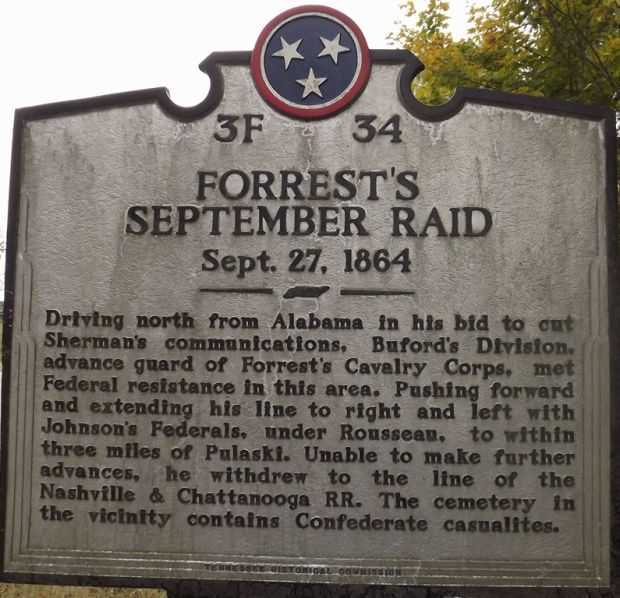 3F 34
FORREST'S
SEPTEMBER RAID
Sept. 27, 1864
Driving north from Alabama in his bid to cut
Sherman's communications, Buford's Division,
advance guard of Forrest's Cavalry Corps, met
Federal resistance in this area. Pushing forward
and extending his line to right and left with
Johnson's Federals, under Rousseau, to within
three miles of Pulaski. Unable to make further
advances, he withdrew to the line of the
Nashville & Chattanooga RR. The cemetery in
the vicinity contains Confederate casualites.
TENNESSEE HISTORICAL COMMISSION